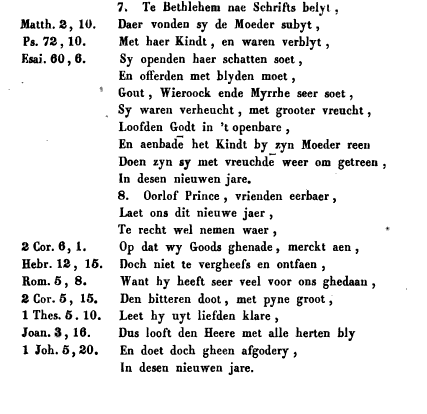 7. Te Bethlehem nae Schrifts belyt,
Matth. 2, 10. Daer vonden sy de Moeder subyt,
Ps. 72, 10. Met haer Kindt, en waren verblyt,
Esai. 60, 6. Sy openden haer schatten soet,
En offerden met blyden moet,
Gout, Wieroock ende Myrrhe seer soet,
Sy waren verheucht, met grooter vreucht,
Loofden Godt in 't openbare,
En aenbade het Kindt by zyn Moeder reen
Doen zyn sy met vreuchde weer om getreen,
In desen nieuwen jare.
8. Oorlof Prince, vrienden eerbaer,
Laet ons dit nieuwe jaer,
Te recht wel nemen waer,
2 Cor. 6, 1. Op dat wy Goods ghenade, merckt aen,
Hebr. 12, 15. Doch niet te vergheefs en ontfaen,
Rom. 5, 8. Want hy heeft seer veel voor ons ghedaan,
2 Cor. 5, 15. Den bitteren doot, met pyne groot,
1 Thes. 5. 10. Leet hy uyt liefden klare,
Joan. 3, 16. Dus looft den Heere met alle herten bly
1 Joh. 5, 20. En doet doch gheen afgodery,
In desen nieuwen jare.